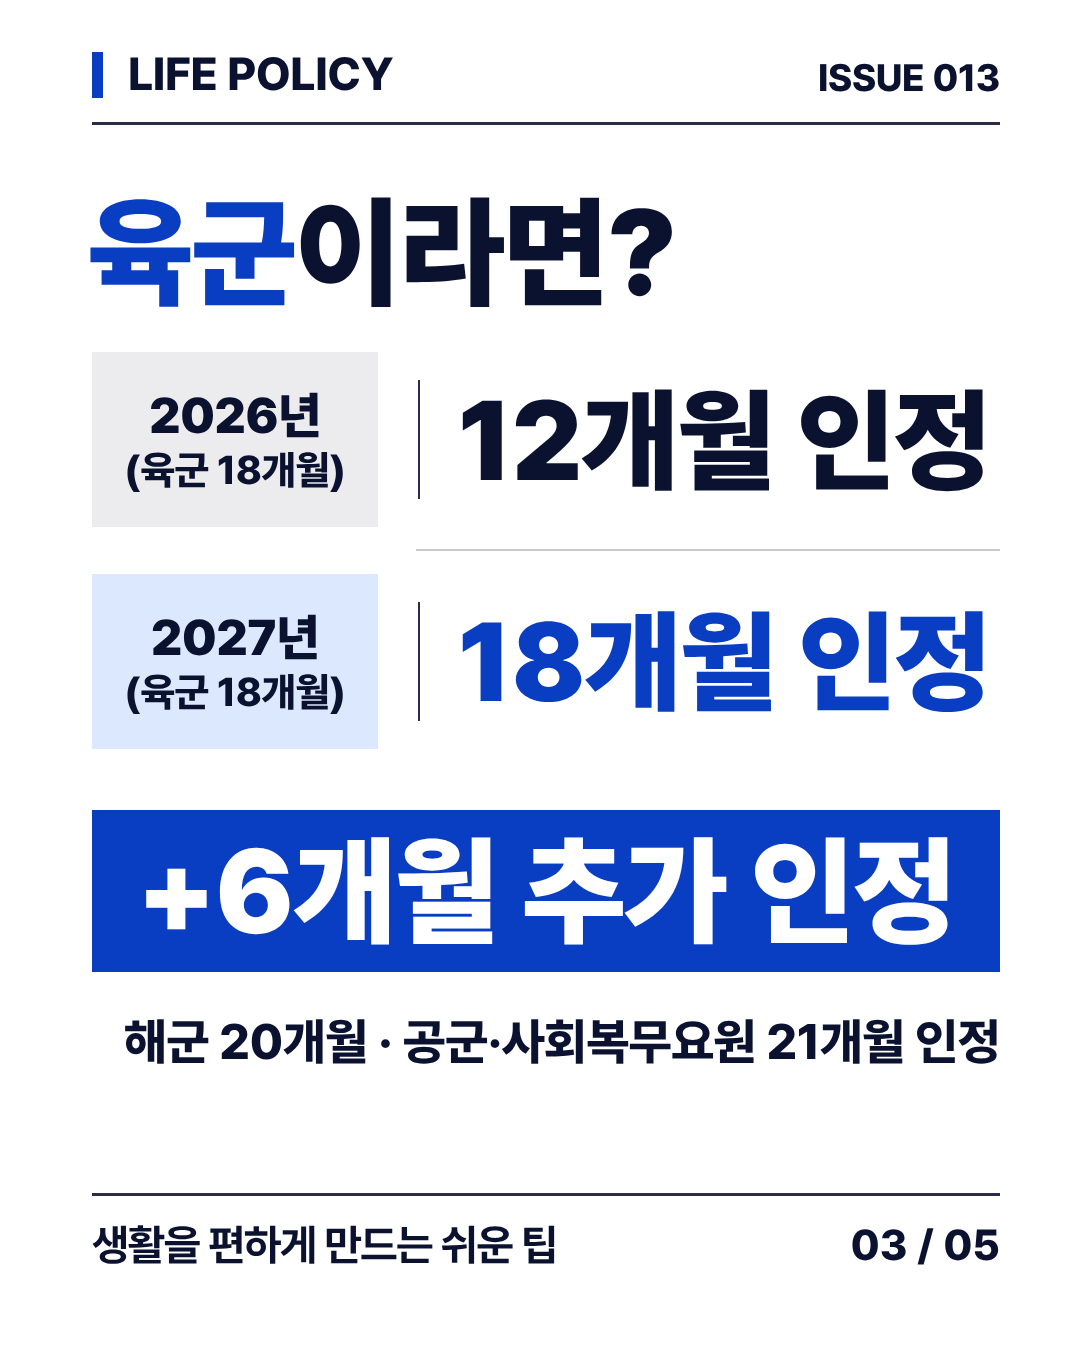 LIFE POLICY
ISSUE 013
육군이라면?
2026년
(육군 18개월)
12개월 인정
2027년
(육군 18개월)
18개월 인정
+6개월 추가 인정
해군 20개월 · 공군·사회복무요원 21개월 인정
생활을 편하게 만드는 쉬운 팁
03 / 05